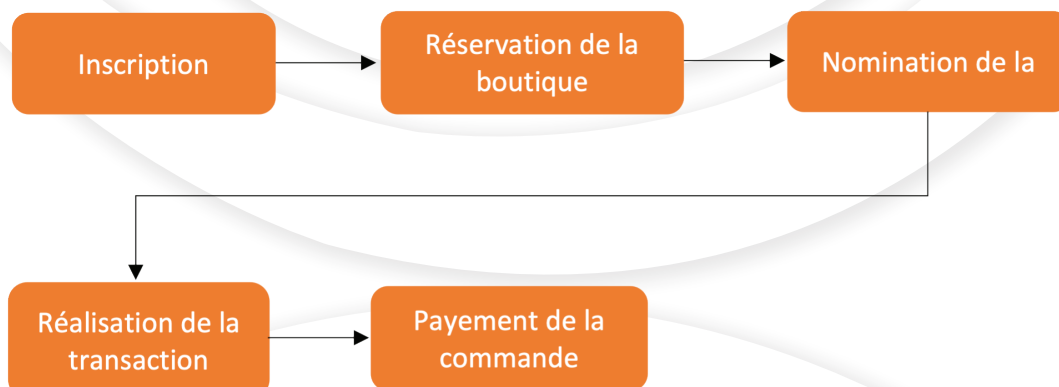 Inscription
Réservation de la
boutique
Nomination de la
Réalisation de la
transaction
Payement de la
commande